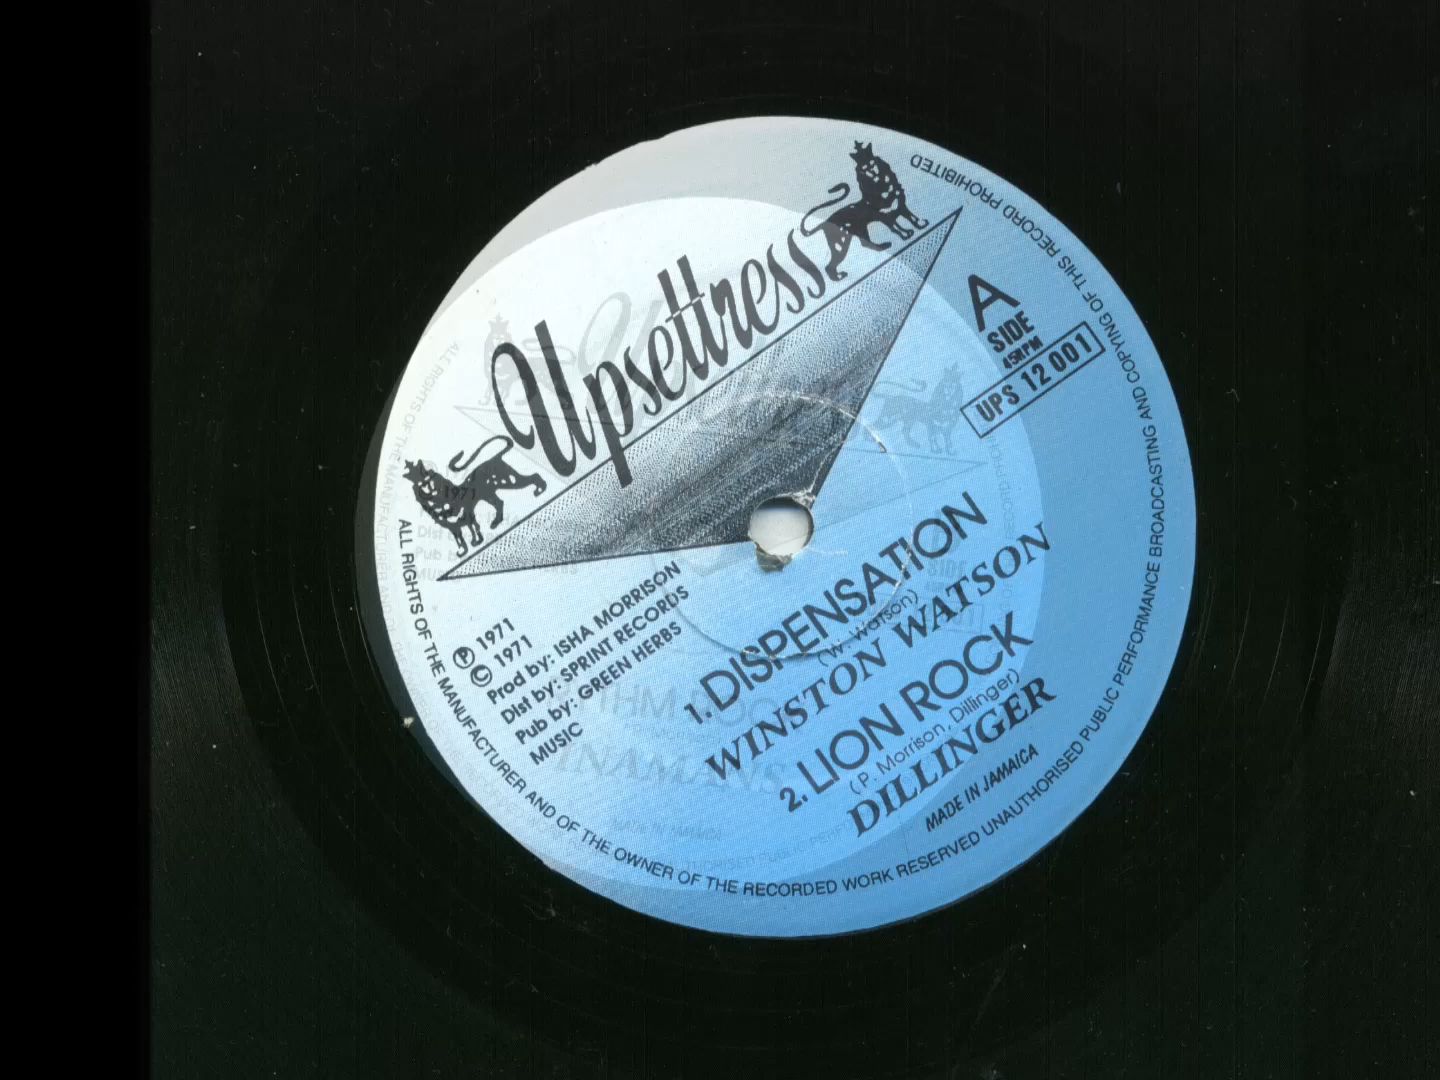 Upsettress
A
SIDE
45RPM
UPS 12 001
℗ 1971
© 1971
Prod by: ISHA MORRISON
Dist by: SPRINT RECORDS
Pub by: GREEN HERBS
MUSIC
1. DISPENSATION
(W. Watson)
WINSTON WATSON
2. LION ROCK
(P. Morrison, Dillinger)
DILLINGER
MADE IN JAMAICA
ALL RIGHTS OF THE MANUFACTURER AND OF THE OWNER OF THE RECORDED WORK RESERVED UNAUTHORISED PUBLIC PERFORMANCE BROADCASTING AND COPYING OF THIS RECORD PROHIBITED